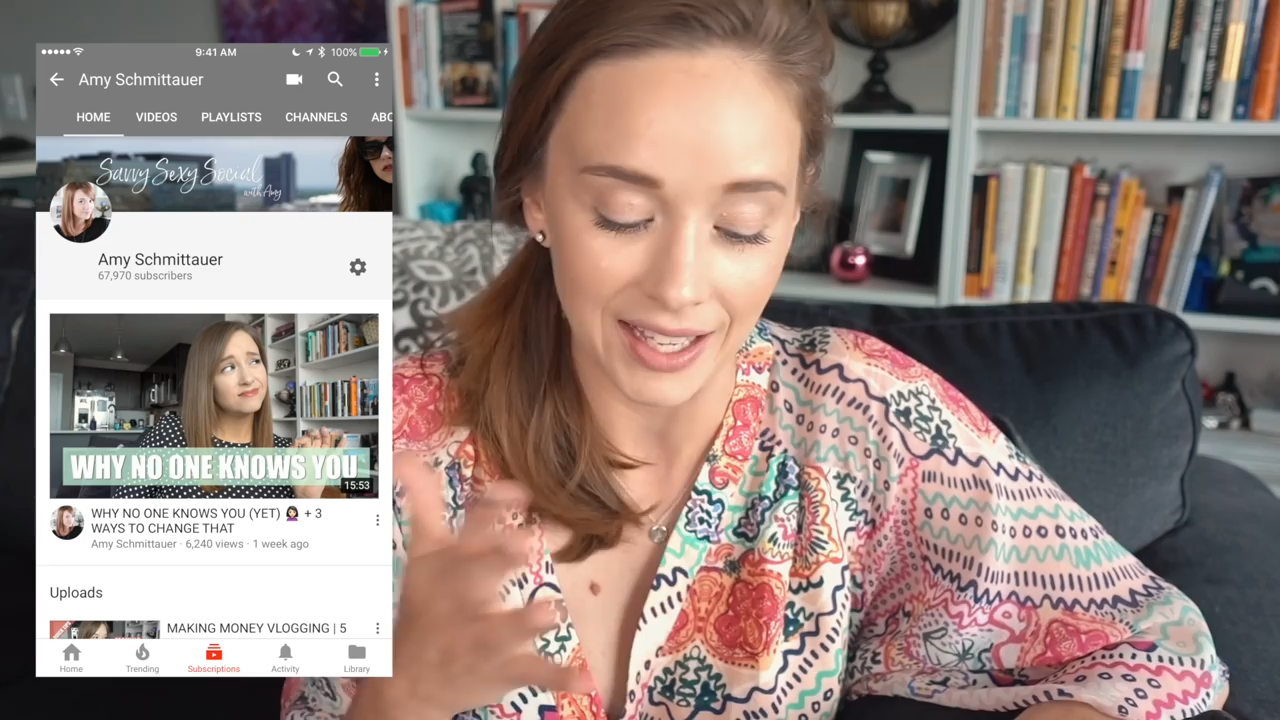 9:41 AM
100%
Amy Schmittauer
HOME VIDEOS PLAYLISTS CHANNELS ABO
Savvy Sexy Social
with Amy
Amy Schmittauer
67,970 subscribers
WHY NO ONE KNOWS YOU
15:53
WHY NO ONE KNOWS YOU (YET) 🤷🏻‍♀️ + 3
WAYS TO CHANGE THAT
Amy Schmittauer · 6,240 views · 1 week ago
Uploads
MAKING MONEY VLOGGING | 5
Home Trending Subscriptions Activity Library